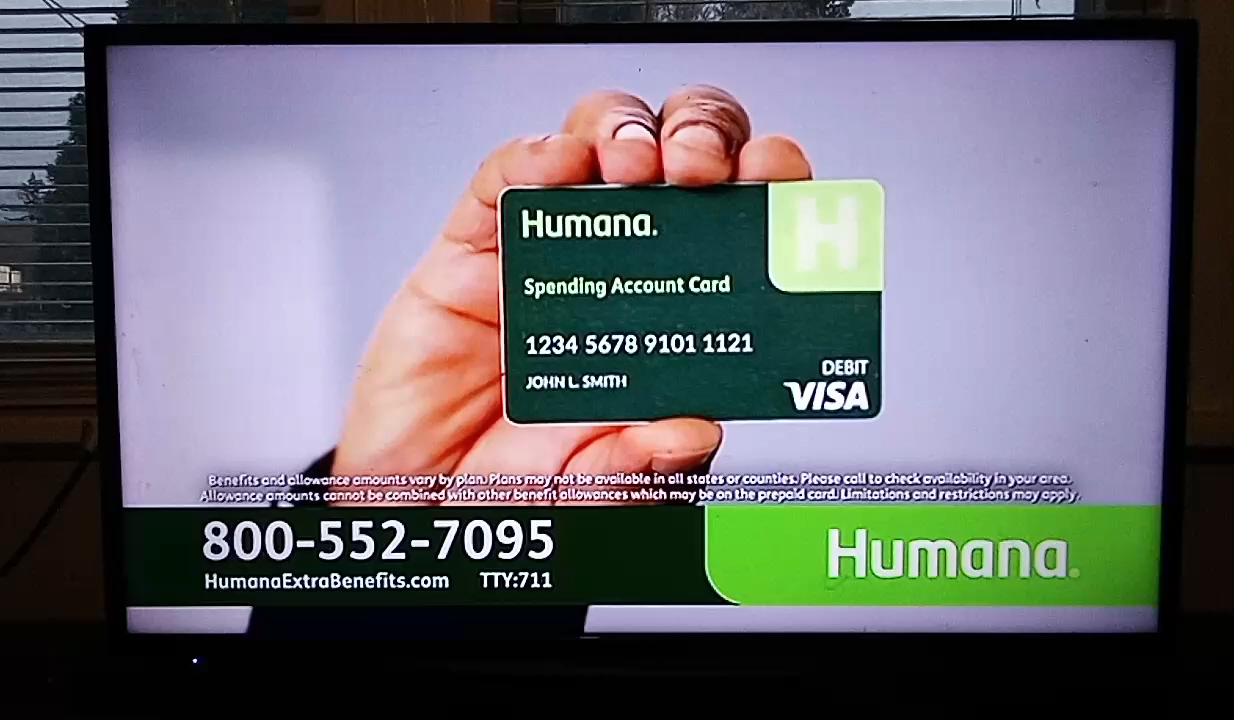 Humana.
H
Spending Account Card
1234 5678 9101 1121
JOHN L. SMITH
DEBIT
VISA
Benefits and allowance amounts vary by plan. Plans may not be available in all states or counties. Please call to check availability in your area.
Allowance amounts cannot be combined with other benefit allowances which may be on the prepaid card. Limitations and restrictions may apply.
800-552-7095
HumanaExtraBenefits.com TTY:711
Humana.